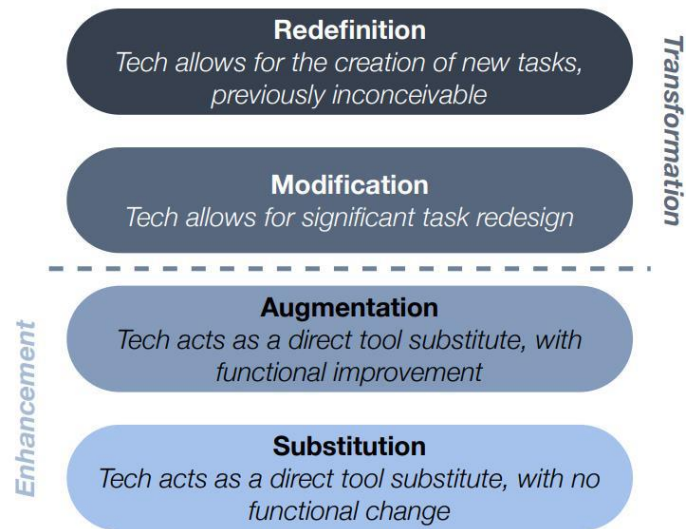 Redefinition
Tech allows for the creation of new tasks,
previously inconceivable
Transformation
Modification
Tech allows for significant task redesign
Augmentation
Tech acts as a direct tool substitute, with
functional improvement
Enhancement
Substitution
Tech acts as a direct tool substitute, with no
functional change